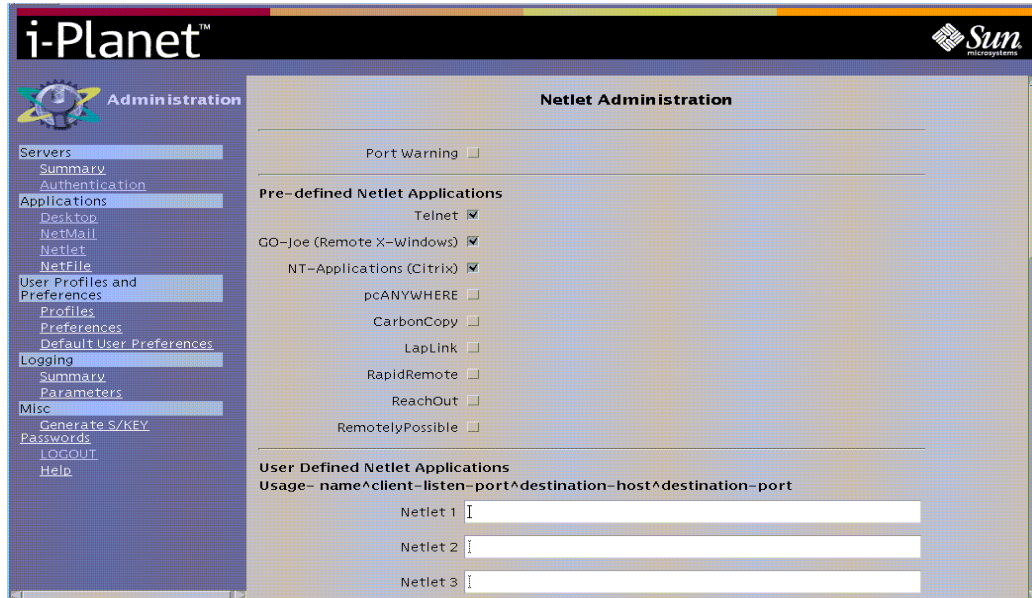 i-Planet™
Sun
microsystems
Administration
Servers
Summary
Authentication
Applications
Desktop
NetMail
Netlet
NetFile
User Profiles and
Preferences
Profiles
Preferences
Default User Preferences
Logging
Summary
Parameters
Misc
Generate S/KEY
Passwords
LOGOUT
Help
Netlet Administration
Port Warning
Pre-defined Netlet Applications
Telnet
GO-Joe (Remote X-Windows)
NT-Applications (Citrix)
pcANYWHERE
CarbonCopy
LapLink
RapidRemote
ReachOut
RemotelyPossible
User Defined Netlet Applications
Usage- name^client-listen-port^destination-host^destination-port
Netlet 1
Netlet 2
Netlet 3